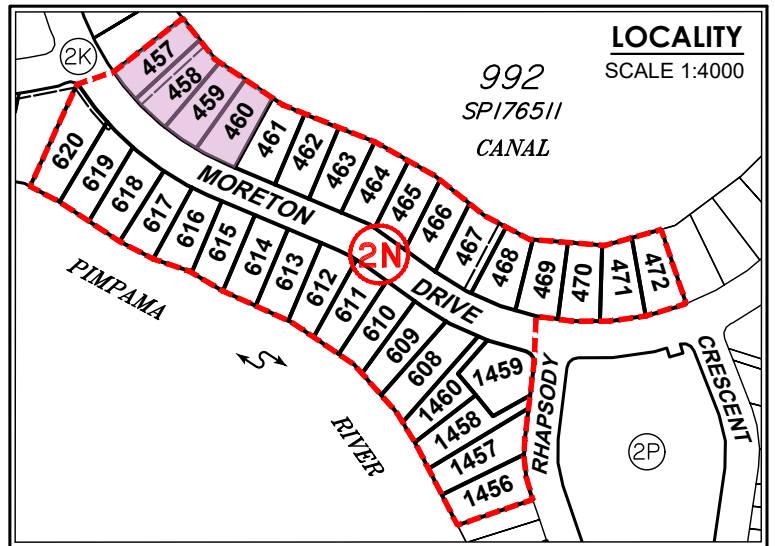 LOCALITY
SCALE 1:4000
2K
992
SP176511
CANAL
457
458
459
460
461
462
463
464
465
466
467
468
469
470
471
472
MORETON
2N
DRIVE
620
619
618
617
616
615
614
613
612
611
610
609
608
1460
1459
1458
1457
1456
PIMPAMA
RIVER
RHAPSODY
CRESCENT
2P